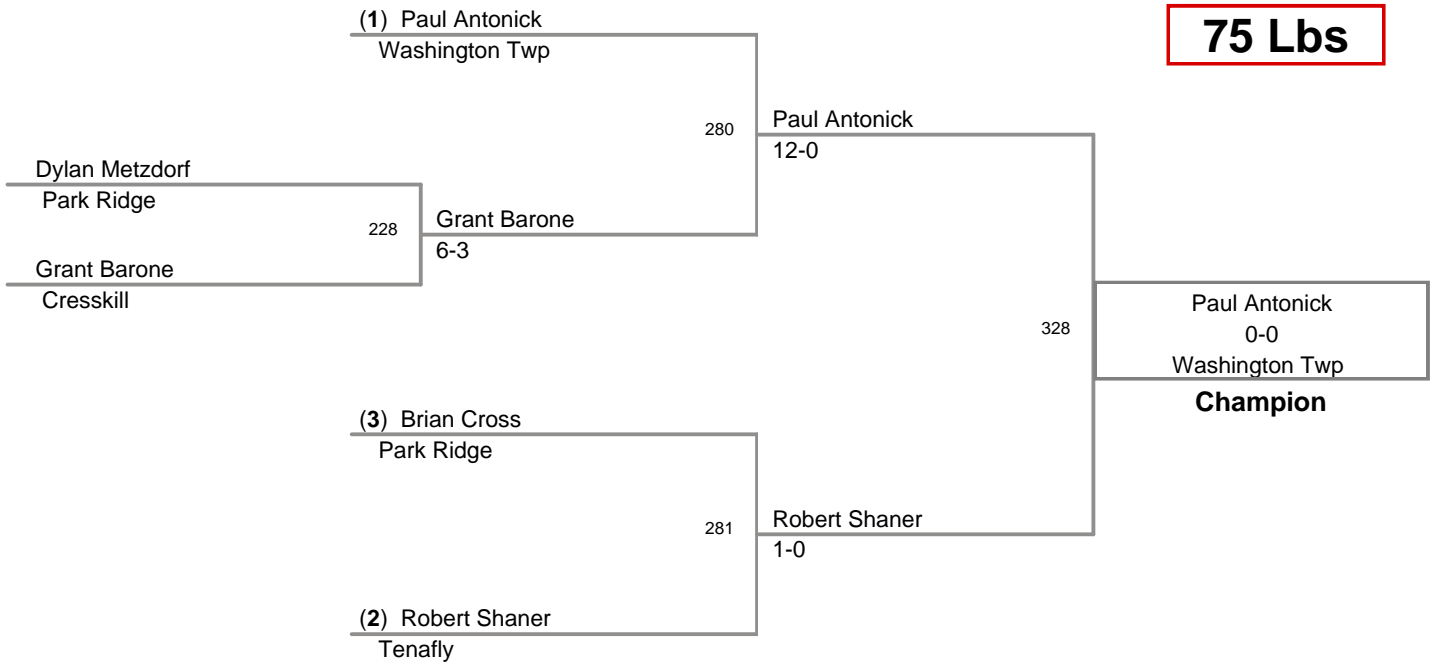 (1) Paul Antonick
Washington Twp
75 Lbs
280
Paul Antonick
12-0
Dylan Metzdorf
Park Ridge
228
Grant Barone
6-3
Grant Barone
Cresskill
328
Paul Antonick
0-0
Washington Twp
Champion
(3) Brian Cross
Park Ridge
281
Robert Shaner
1-0
(2) Robert Shaner
Tenafly